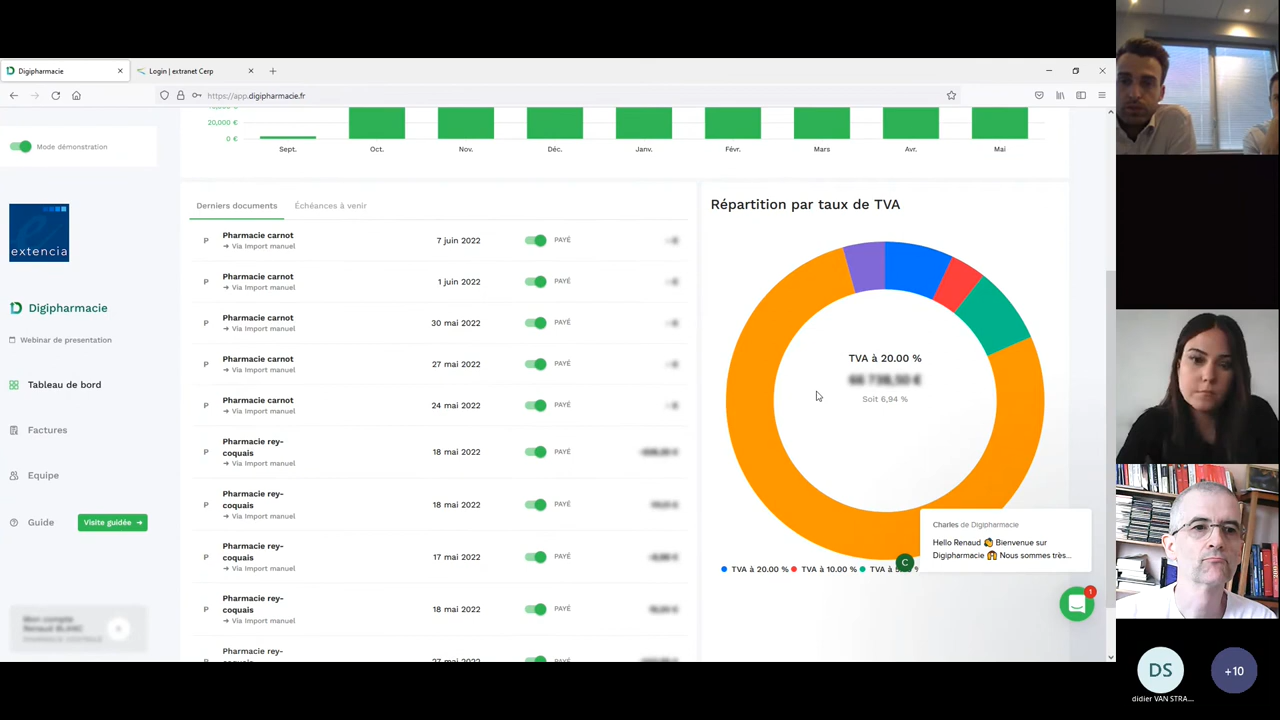 Digipharmacie
Login | extranet Cerp
https://app.digipharmacie.fr
Mode démonstration
extencia
Digipharmacie
Webinar de presentation
Tableau de bord
Factures
Equipe
Guide
Visite guidée →
Mon compte
Renaud BLANC
20,000 €
0 €
Sept. Oct. Nov. Déc. Janv. Févr. Mars Avr. Mai
Derniers documents Échéances à venir
P Pharmacie carnot 7 juin 2022 PAYÉ
➔ Via Import manuel
P Pharmacie carnot 1 juin 2022 PAYÉ
➔ Via Import manuel
P Pharmacie carnot 30 mai 2022 PAYÉ
➔ Via Import manuel
P Pharmacie carnot 27 mai 2022 PAYÉ
➔ Via Import manuel
P Pharmacie carnot 24 mai 2022 PAYÉ
➔ Via Import manuel
Pharmacie rey-
P coquais 18 mai 2022 PAYÉ
➔ Via Import manuel
Pharmacie rey-
P coquais 18 mai 2022 PAYÉ
➔ Via Import manuel
Pharmacie rey-
P coquais 17 mai 2022 PAYÉ
➔ Via Import manuel
Pharmacie rey-
P coquais 18 mai 2022 PAYÉ
➔ Via Import manuel
Pharmacie rey-
Répartition par taux de TVA
TVA à 20.00 %
Soit 6,94 %
TVA à 20.00 % TVA à 10.00 % TVA à
Charles de Digipharmacie
Hello Renaud 👋 Bienvenue sur
Digipharmacie 👩‍⚕️ Nous sommes très...
C
1
DS
didier VAN STRA...
+10